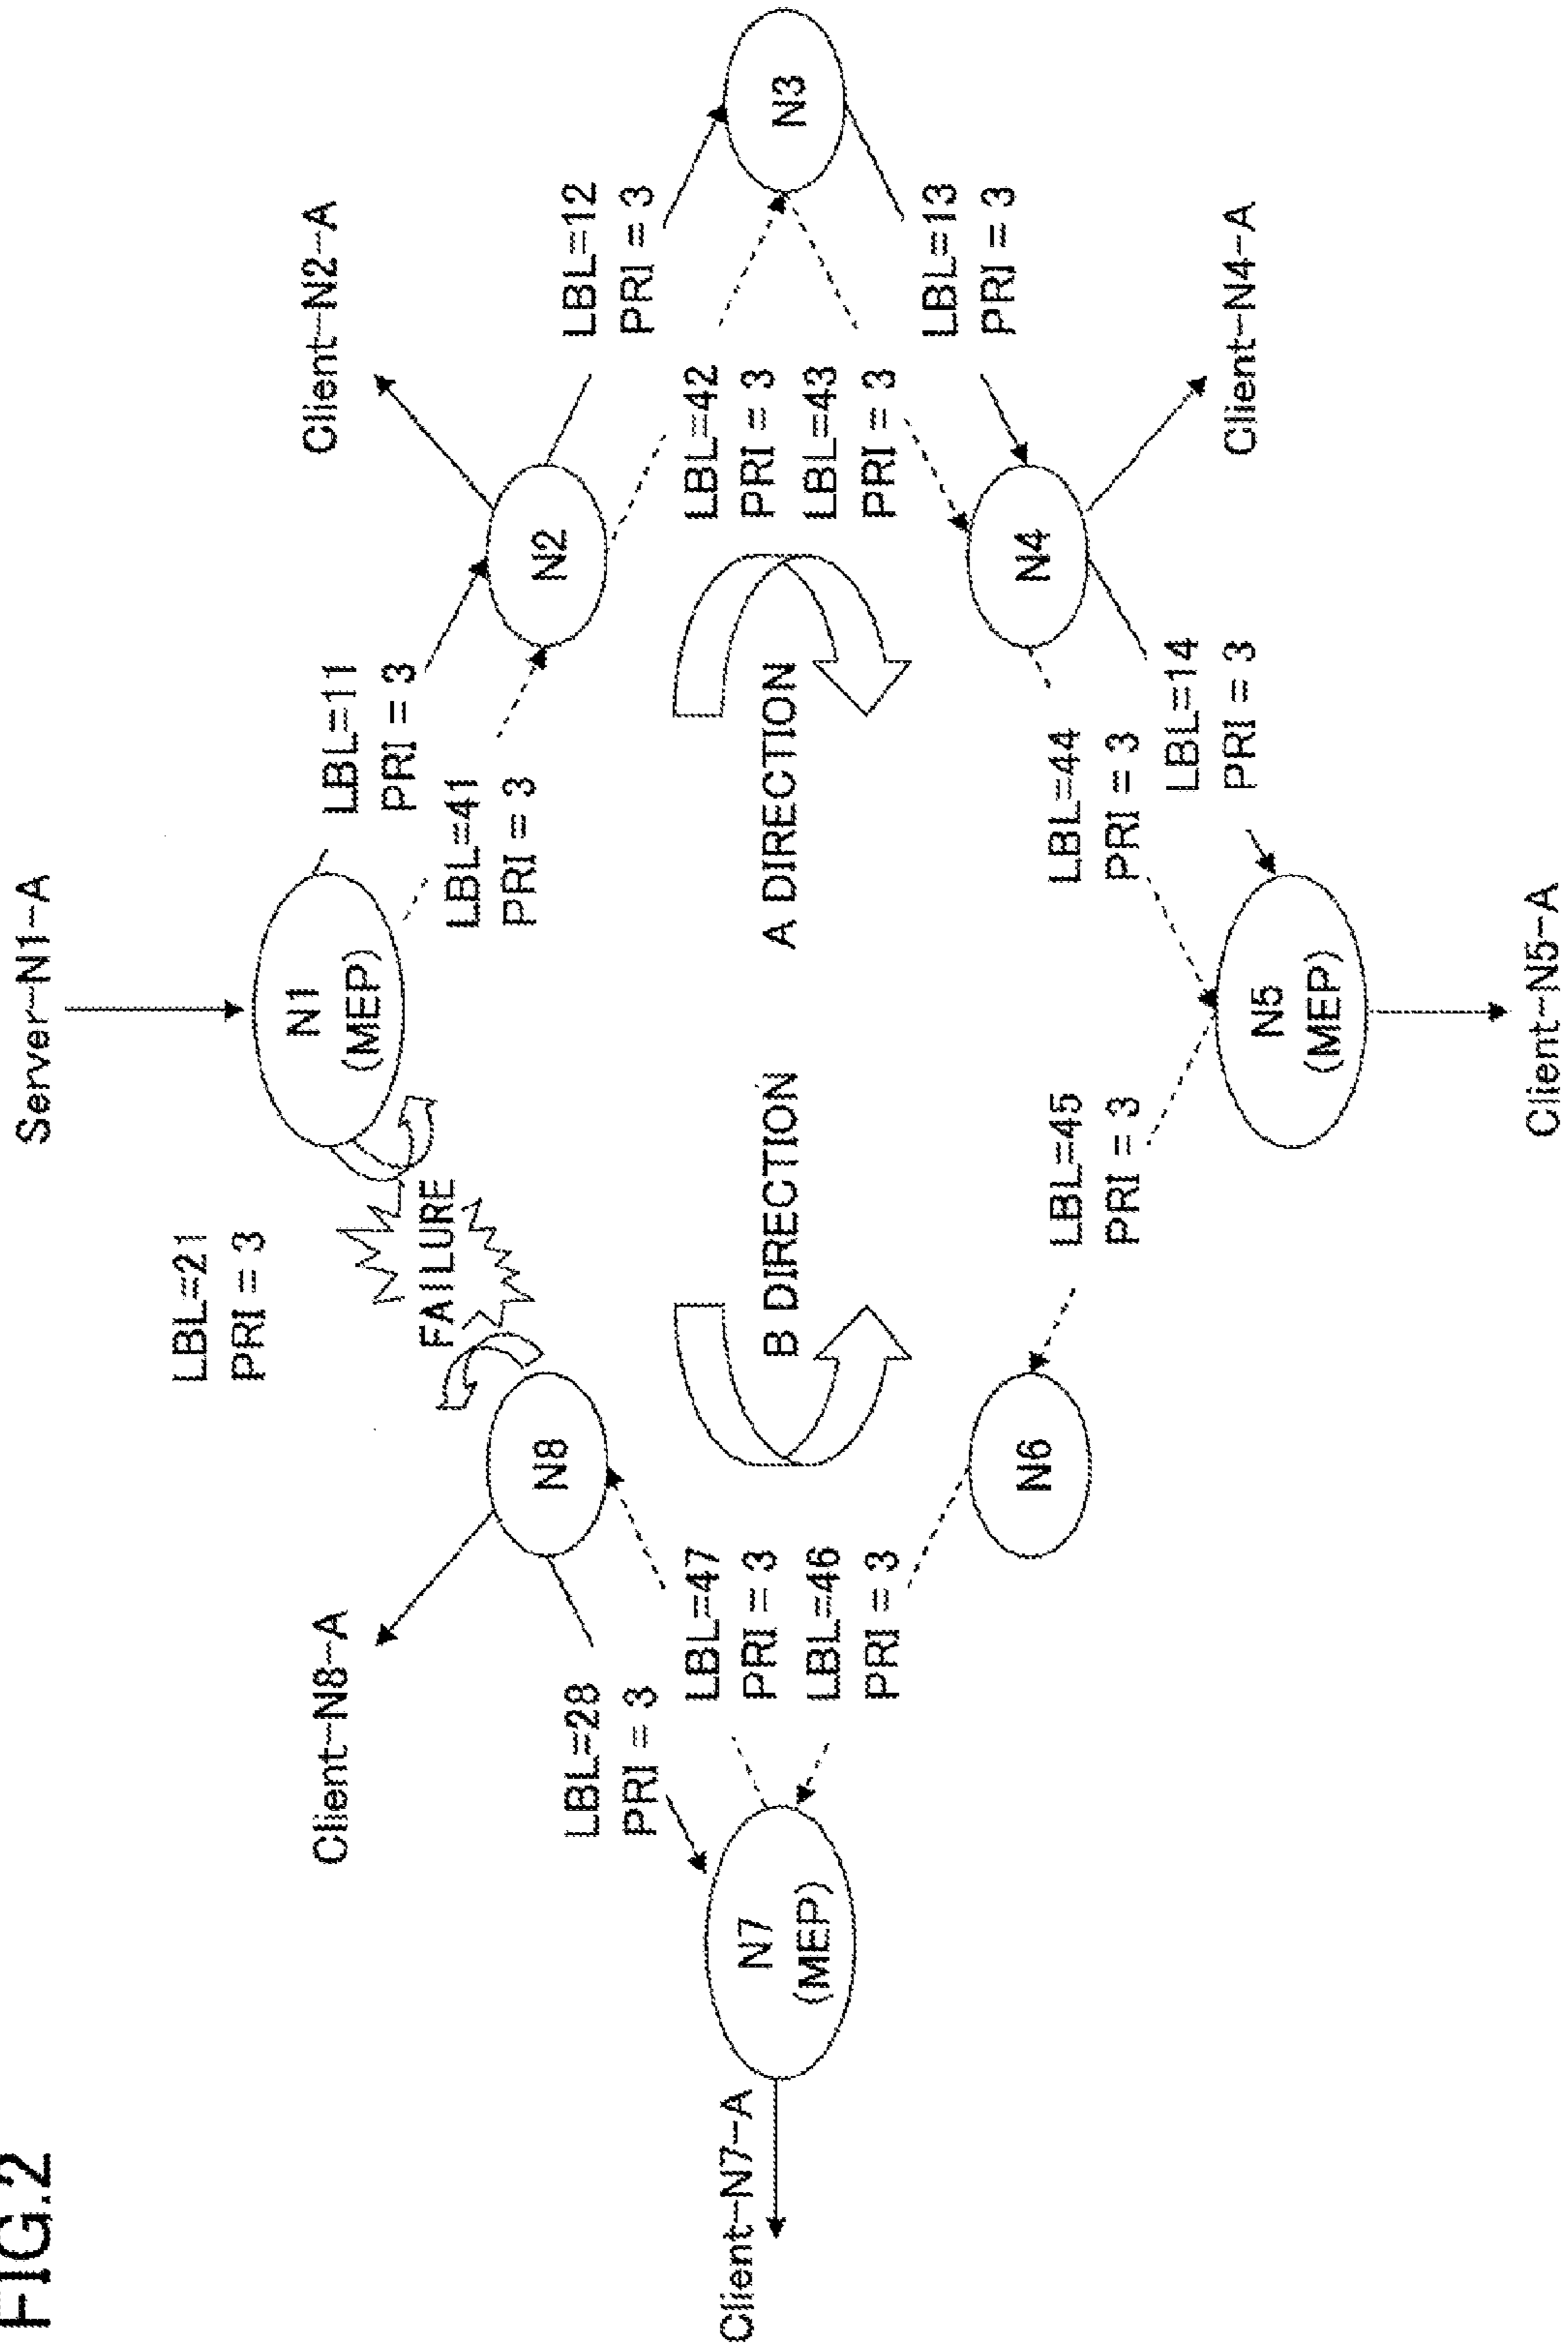 FIG.2
Server-N1-A
N1
(MEP)
LBL=21
PRI = 3
FAILURE
LBL=11
PRI = 3
LBL=41
PRI = 3
Client-N8-A
Client-N2-A
N8
N2
LBL=28
PRI = 3
LBL=12
PRI = 3
LBL=47
PRI = 3
LBL=46
PRI = 3
LBL=42
PRI = 3
LBL=43
PRI = 3
Client-N7-A
N7
(MEP)
B DIRECTION
A DIRECTION
N3
LBL=13
PRI = 3
N6
N4
LBL=45
PRI = 3
LBL=44
PRI = 3
LBL=14
PRI = 3
Client-N4-A
N5
(MEP)
Client-N5-A